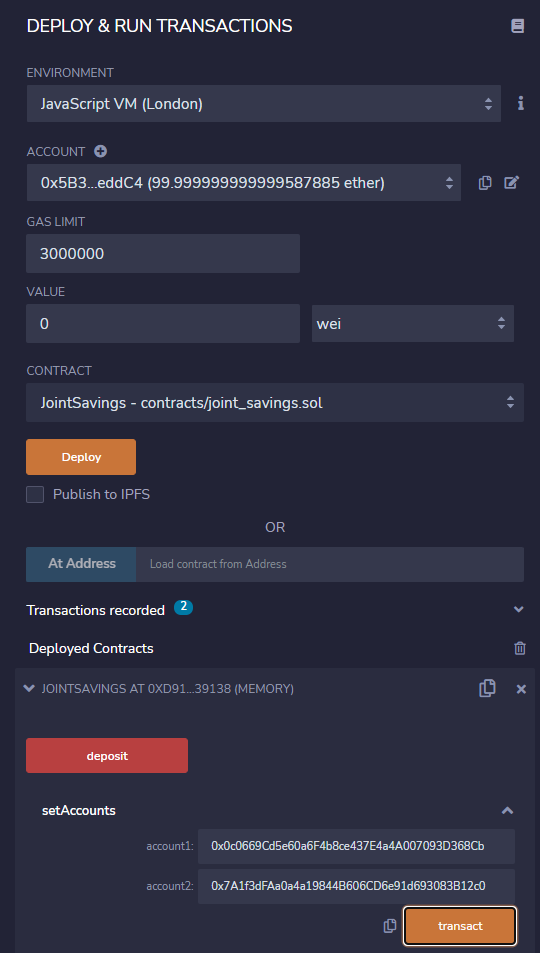 DEPLOY & RUN TRANSACTIONS
ENVIRONMENT
JavaScript VM (London)
ACCOUNT
0x5B3...eddC4 (99.999999999999587885 ether)
GAS LIMIT
3000000
VALUE
0 wei
CONTRACT
JointSavings - contracts/joint_savings.sol
Deploy
Publish to IPFS
OR
At Address Load contract from Address
Transactions recorded 2
Deployed Contracts
JOINTSAVINGS AT 0XD91...39138 (MEMORY)
deposit
setAccounts
account1: 0x0c0669Cd5e60a6F4b8ce437E4a4A007093D368Cb
account2: 0x7A1f3dFAa0a4a19844B606CD6e91d693083B12c0
transact